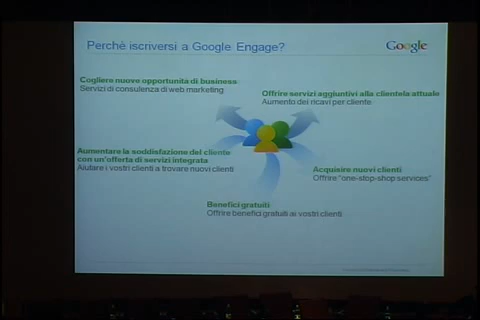 Perchè iscriversi a Google Engage?
Google
Cogliere nuove opportunità di business
Servizi di consulenza di web marketing
Offrire servizi aggiuntivi alla clientela attuale
Aumento dei ricavi per cliente
Aumentare la soddisfazione del cliente
con un'offerta di servizi integrata
Aiutare i vostri clienti a trovare nuovi clienti
Acquisire nuovi clienti
Offrire "one-stop-shop services"
Benefici gratuiti
Offrire benefici gratuiti ai vostri clienti